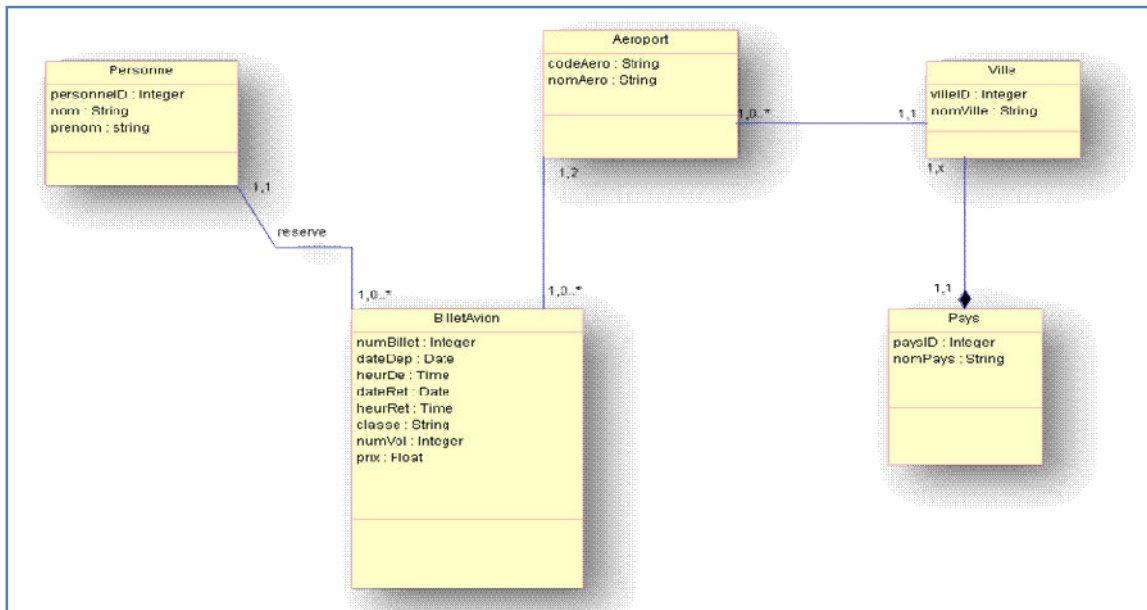 Personne
personneID : Integer
nom : String
prenom : string
1,1
reserve
1,0..*
Aeroport
codeAero : String
nomAero : String
1,0..*
1,1
1,2
1,0..*
Ville
villeID : Integer
nomVille : String
1,x
1,1
BilletAvion
numBillet : Integer
dateDep : Date
heurDe : Time
dateRet : Date
heurRet : Time
classe : String
numVol : Integer
prix : Float
Pays
paysID : Integer
nomPays : String